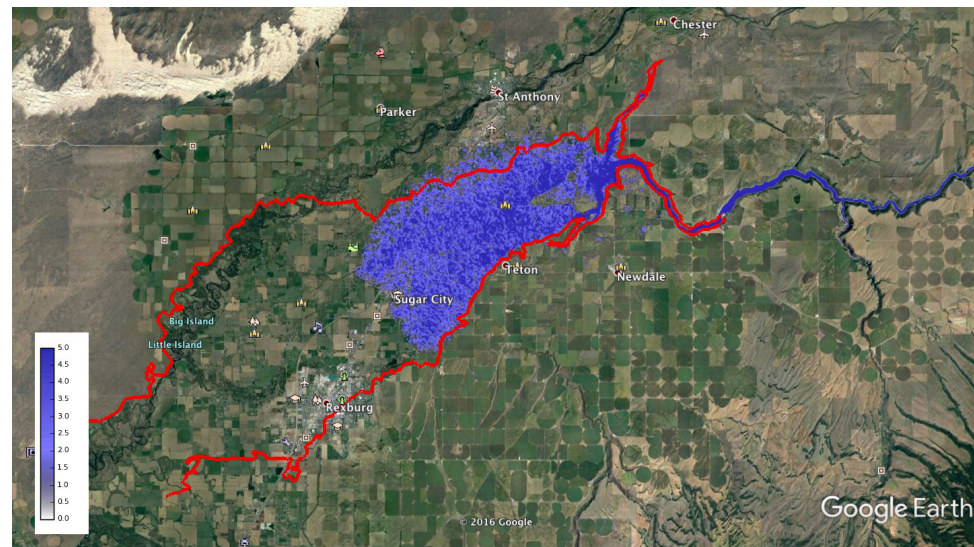 Chester
St Anthony
Parker
Teton
Newdale
Sugar City
Big Island
Little Island
Rexburg
5.0
4.5
4.0
3.5
3.0
2.5
2.0
1.5
1.0
0.5
0.0
© 2016 Google
Google Earth